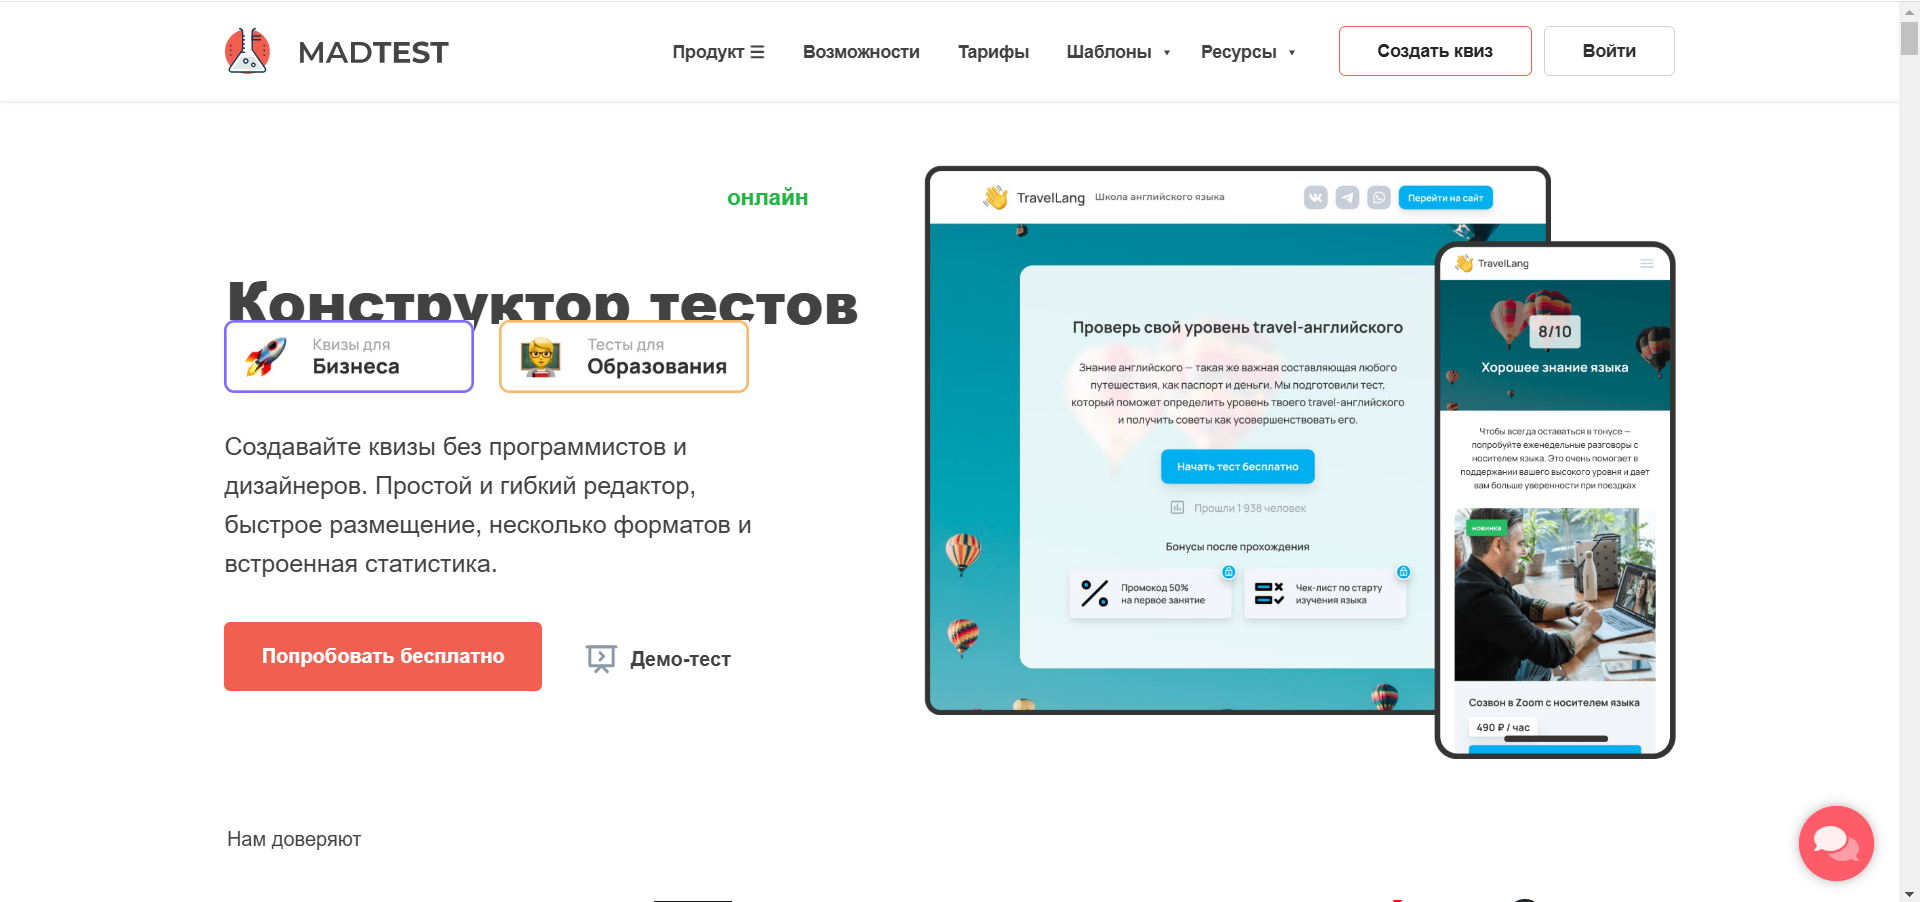 MADTEST
Продукт ☰
Возможности
Тарифы
Шаблоны ▾
Ресурсы ▾
Создать квиз
Войти
онлайн
Конструктор тестов
Квизы для
Бизнеса
Тесты для
Образования
Создавайте квизы без программистов и
дизайнеров. Простой и гибкий редактор,
быстрое размещение, несколько форматов и
встроенная статистика.
Попробовать бесплатно
Демо-тест
TravelLang
Школа английского языка
Перейти на сайт
Проверь свой уровень travel-английского
Знание английского — такая же важная составляющая любого
путешествия, как паспорт и деньги. Мы подготовили тест,
который поможет определить уровень твоего travel-английского
и получить советы как усовершенствовать его.
Начать тест бесплатно
Прошли 1 938 человек
Бонусы после прохождения
Промокод 50%
на первое занятие
Чек-лист по старту
изучения языка
TravelLang
8/10
Хорошее знание языка
Чтобы всегда оставаться в тонусе —
попробуйте еженедельные разговоры с
носителем языка. Это очень помогает в
поддержании вашего высокого уровня и дает
вам больше уверенности при поездках
новинка
Созвон в Zoom с носителем языка
490 ₽ / час
Нам доверяют